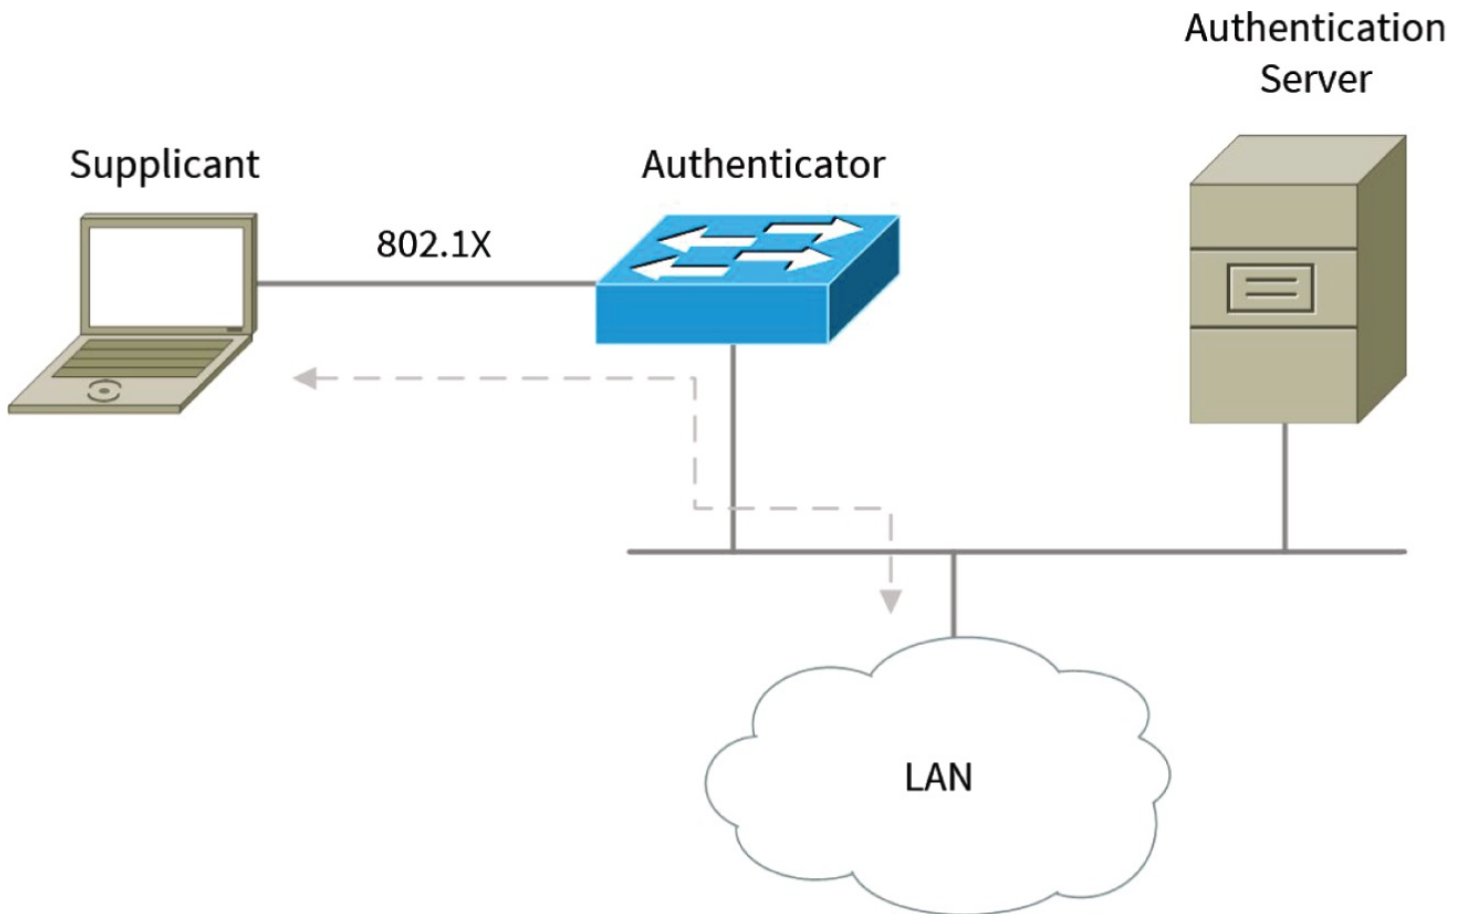 Authentication
Server
Supplicant
Authenticator
802.1X
LAN